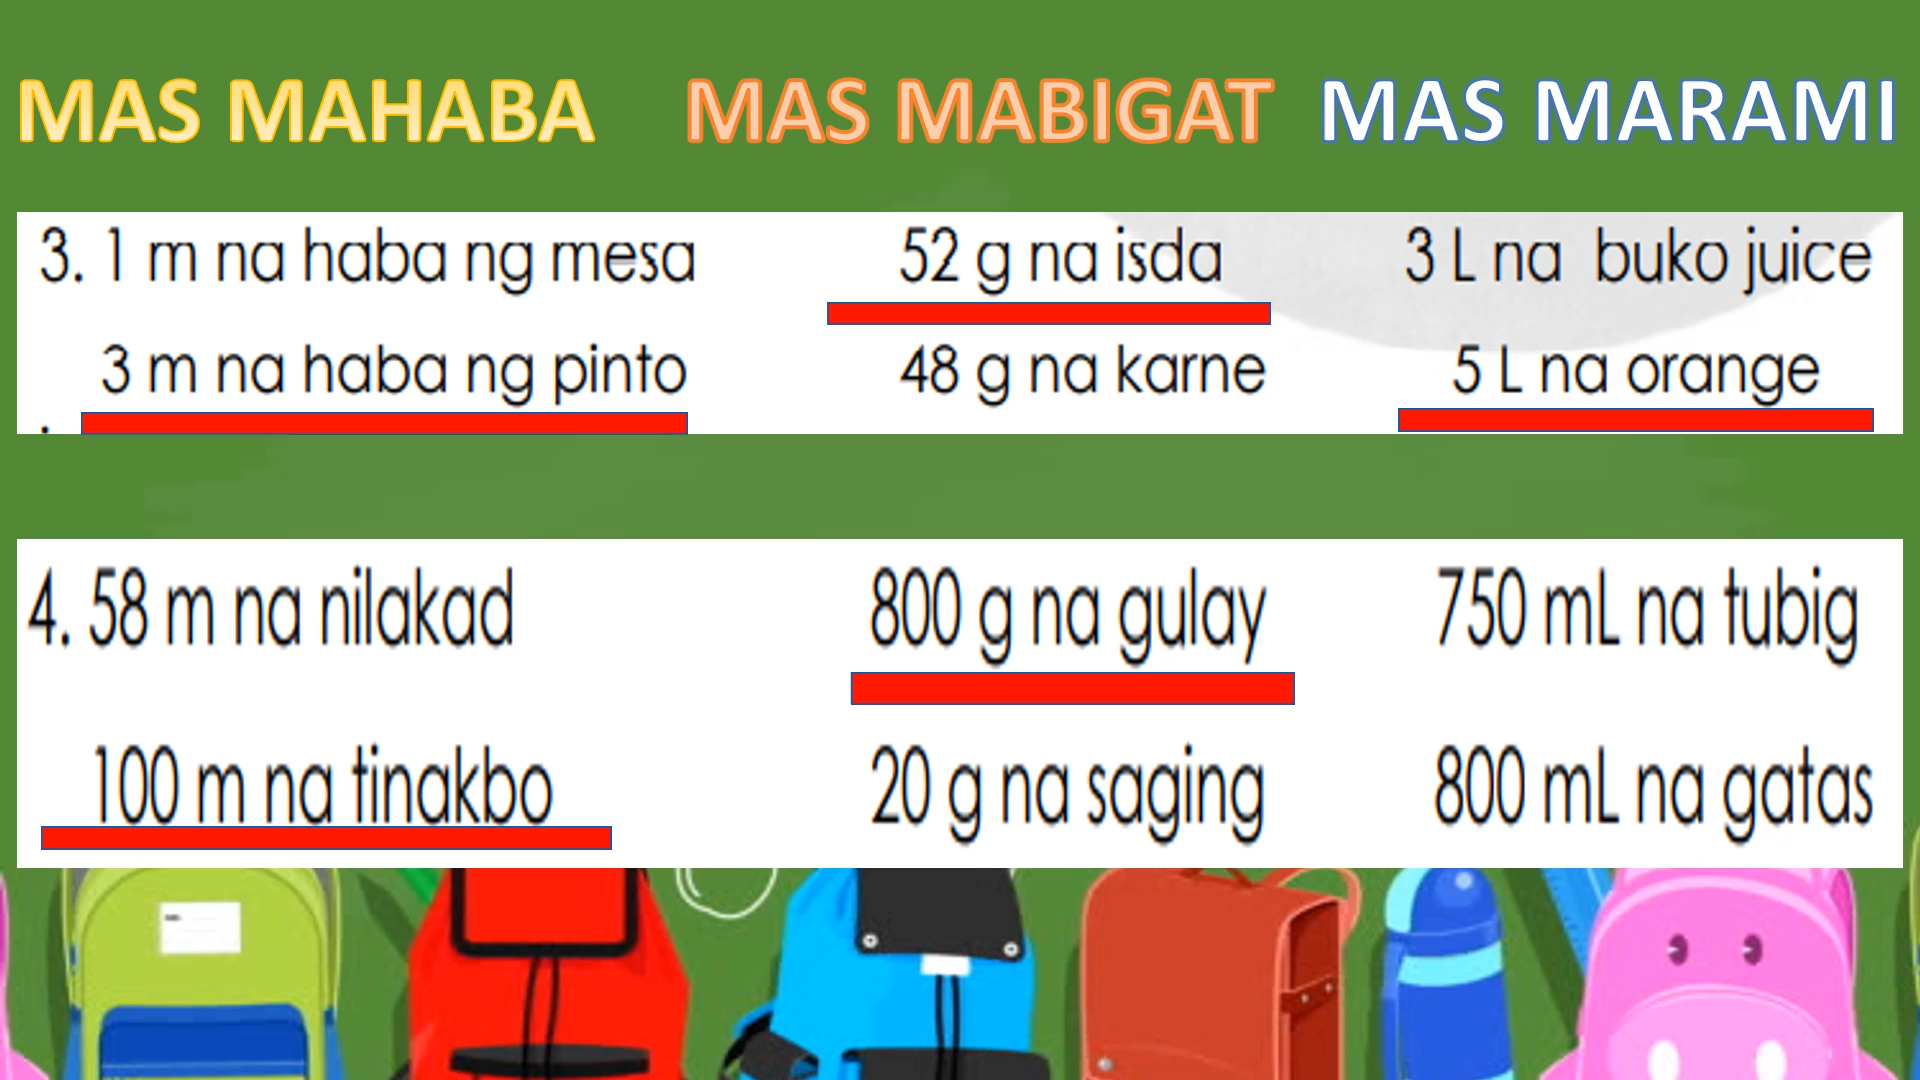 MAS MAHABA MAS MABIGAT MAS MARAMI
3. 1 m na haba ng mesa 52 g na isda 3 L na buko juice
3 m na haba ng pinto 48 g na karne 5 L na orange
4. 58 m na nilakad 800 g na gulay 750 mL na tubig
100 m na tinakbo 20 g na saging 800 mL na gatas